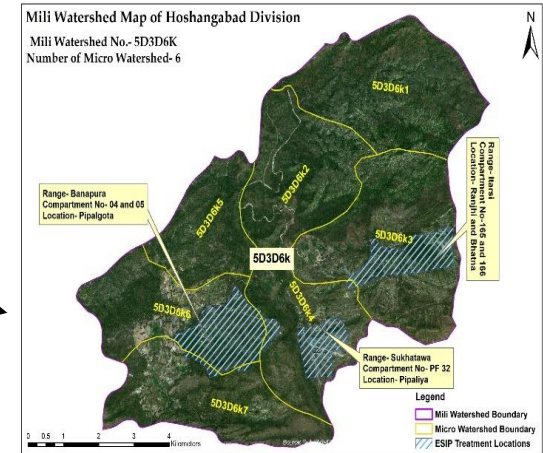 Mili Watershed Map of Hoshangabad Division
Mili Watershed No.- 5D3D6K
Number of Micro Watershed- 6
N
5D3D6k1
5D3D6k2
5D3D6k5
Range- Itarsi
Compartment No-165 and 166
Location- Ranjhi and Bhatna
Range- Banapura
Compartment No- 04 and 05
Location- Pipalgota
5D3D6k3
5D3D6k
5D3D6k4
5D3D6k6
Range- Sukhatawa
Compartment No- PF 32
Location- Pipaliya
5D3D6k7
Legend
Mili Watershed Boundary
Micro Watershed Boundary
ESIP Treatment Locations
0 0.5 1 2 3 4
Kilometers